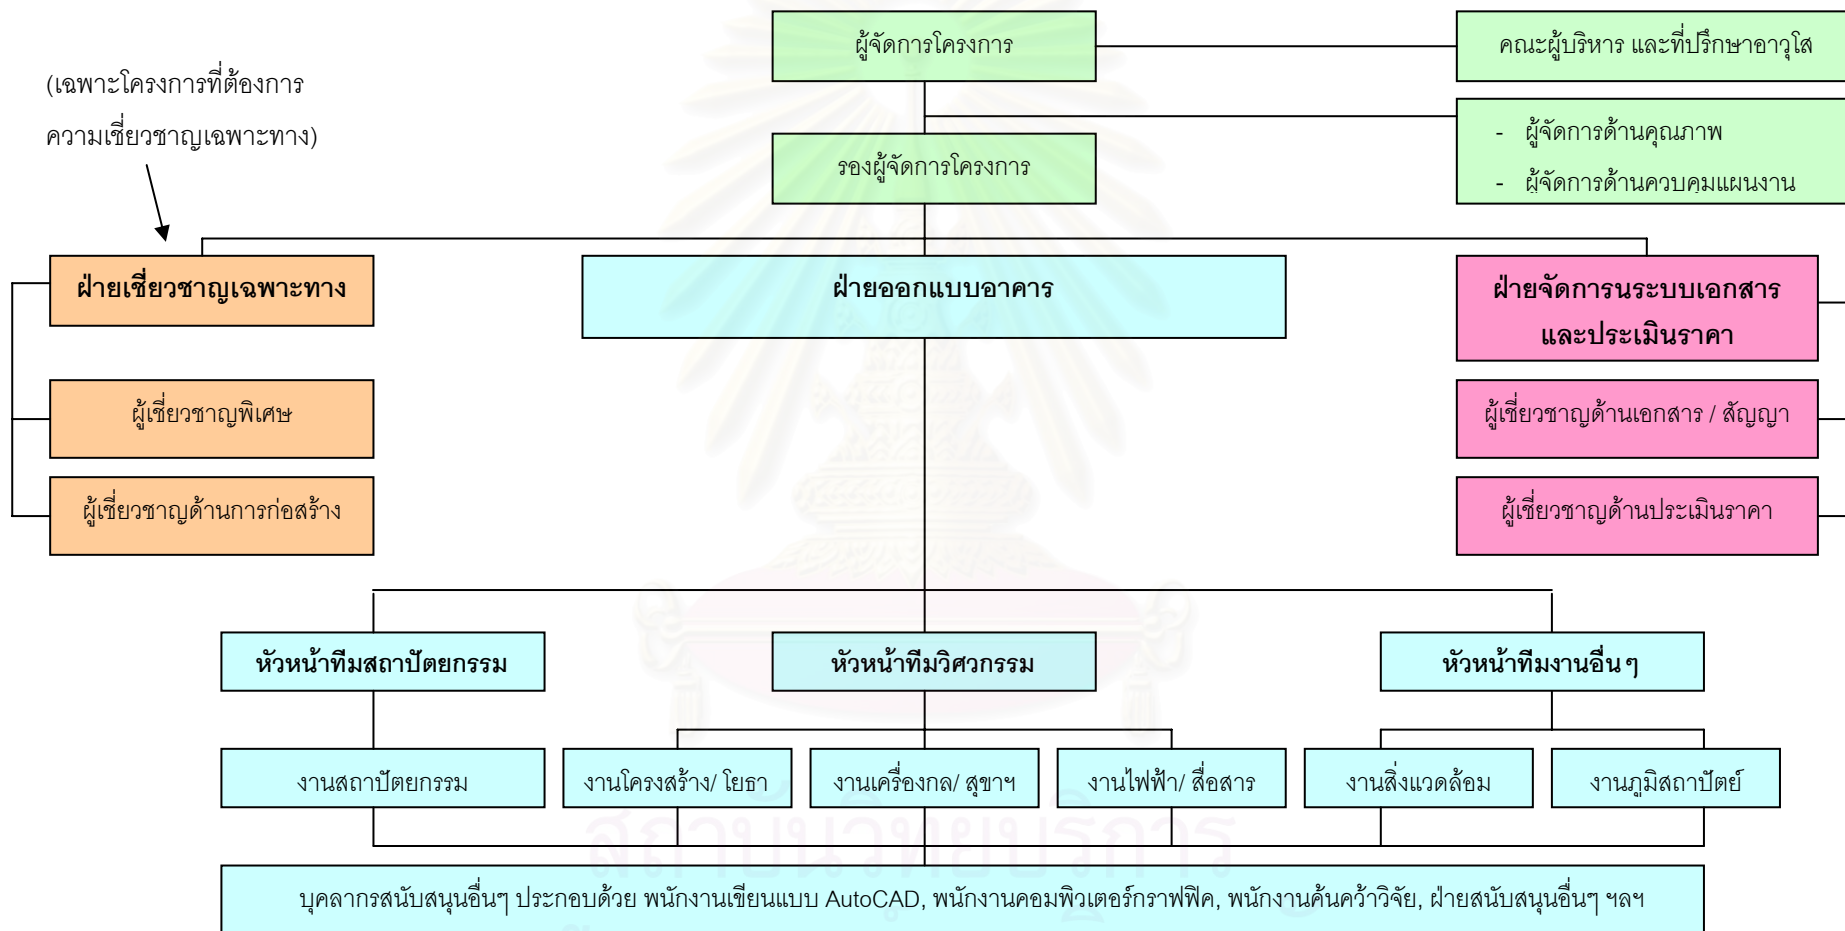 ผู้จัดการโครงการ
คณะผู้บริหาร และที่ปรึกษาอาวุโส
(เฉพาะโครงการที่ต้องการ
ความเชี่ยวชาญเฉพาะทาง)
- ผู้จัดการด้านคุณภาพ
- ผู้จัดการด้านควบคุมแผนงาน
รองผู้จัดการโครงการ
ฝ่ายเชี่ยวชาญเฉพาะทาง
ฝ่ายออกแบบอาคาร
ฝ่ายจัดการนระบบเอกสาร
และประเมินราคา
ผู้เชี่ยวชาญพิเศษ
ผู้เชี่ยวชาญด้านเอกสาร / สัญญา
ผู้เชี่ยวชาญด้านการก่อสร้าง
ผู้เชี่ยวชาญด้านประเมินราคา
หัวหน้าทีมสถาปัตยกรรม
หัวหน้าทีมวิศวกรรม
หัวหน้าทีมงานอื่นๆ
งานสถาปัตยกรรม
งานโครงสร้าง/ โยธา
งานเครื่องกล/ สุขาฯ
งานไฟฟ้า/ สื่อสาร
งานสิ่งแวดล้อม
งานภูมิสถาปัตย์
สถาบันวิทยบริการ
บุคลากรสนับสนุนอื่นๆ ประกอบด้วย พนักงานเขียนแบบ AutoCAD, พนักงานคอมพิวเตอร์กราฟฟิค, พนักงานค้นคว้าวิจัย, ฝ่ายสนับสนุนอื่นๆ ฯลฯ